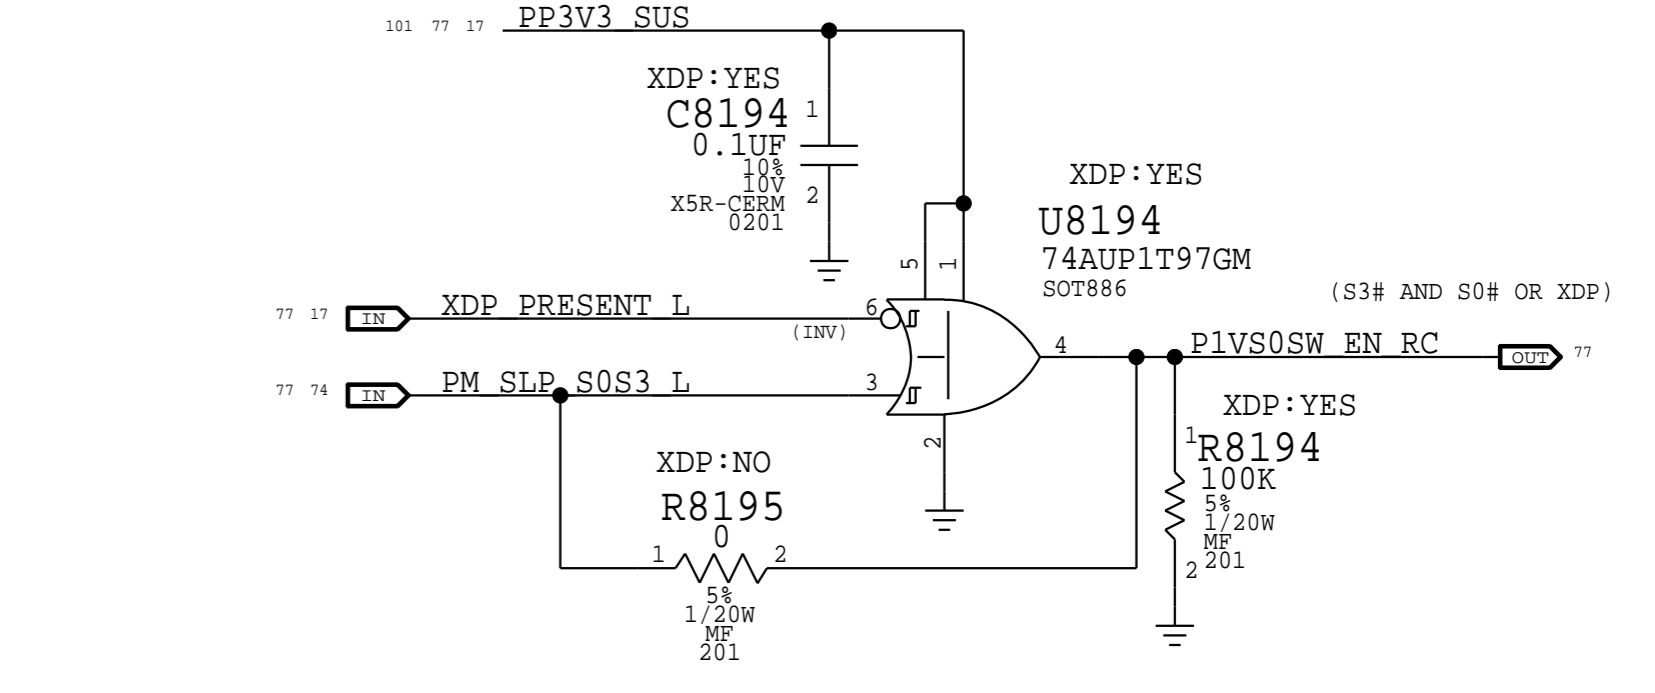 PP3V3_SUS
101 77 17
XDP:YES
C8194
1
0.1UF
10%
10V
2
X5R-CERM
0201
XDP:YES
U8194
74AUP1T97GM
SOT886
5
1
(S3# AND S0# OR XDP)
77 17
IN
XDP_PRESENT_L
6
(INV)
4
P1VS0SW_EN_RC
OUT
77
77 74
IN
PM_SLP_S0S3_L
3
2
XDP:YES
1
R8194
100K
5%
1/20W
MF
201
2
XDP:NO
R8195
0
1
2
5%
1/20W
MF
201